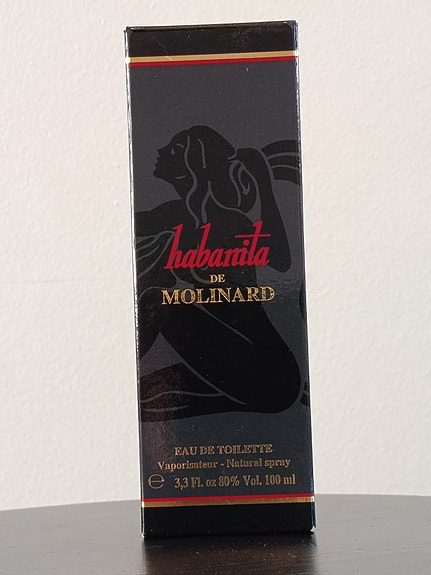 habanita
DE
MOLINARD
EAU DE TOILETTE
Vaporisateur - Natural spray
℮ 3,3 Fl. oz 80% Vol. 100 ml